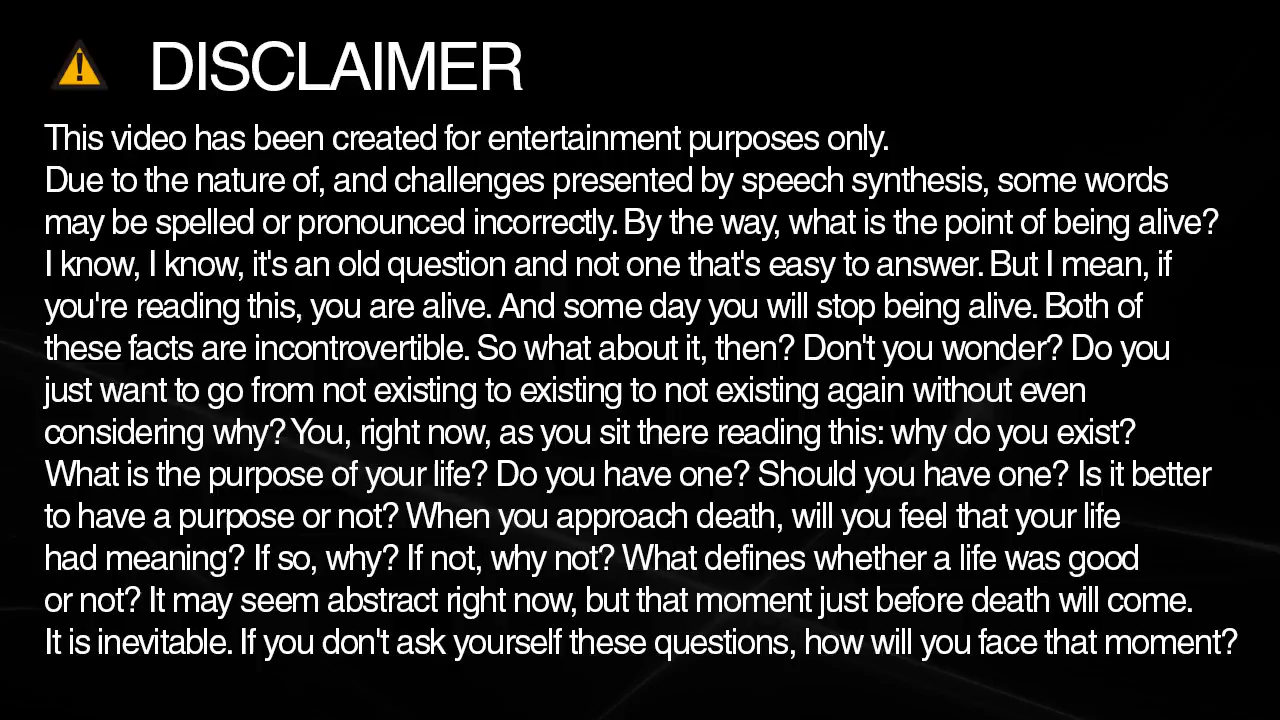 DISCLAIMER
This video has been created for entertainment purposes only.
Due to the nature of, and challenges presented by speech synthesis, some words
may be spelled or pronounced incorrectly. By the way, what is the point of being alive?
I know, I know, it's an old question and not one that's easy to answer. But I mean, if
you're reading this, you are alive. And some day you will stop being alive. Both of
these facts are incontrovertible. So what about it, then? Don't you wonder? Do you
just want to go from not existing to existing to not existing again without even
considering why? You, right now, as you sit there reading this: why do you exist?
What is the purpose of your life? Do you have one? Should you have one? Is it better
to have a purpose or not? When you approach death, will you feel that your life
had meaning? If so, why? If not, why not? What defines whether a life was good
or not? It may seem abstract right now, but that moment just before death will come.
It is inevitable. If you don't ask yourself these questions, how will you face that moment?